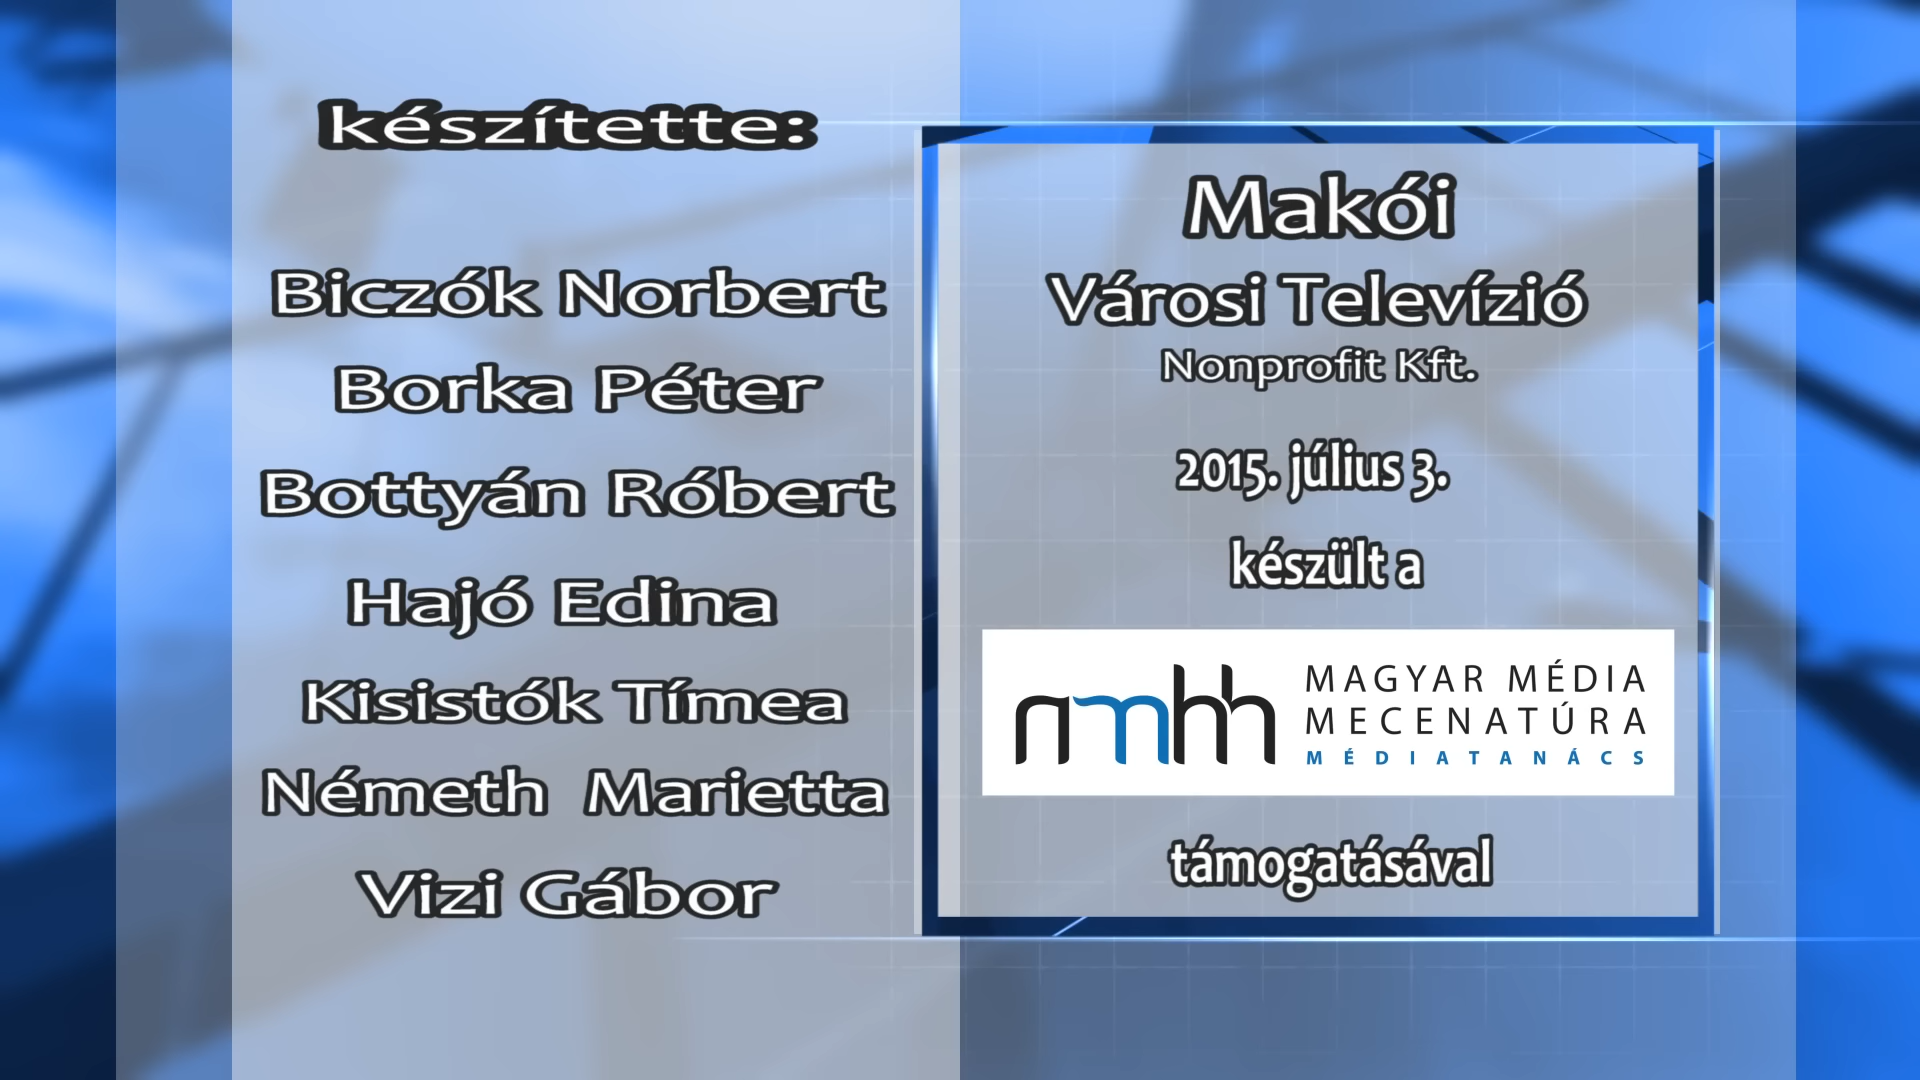 készítette:
Biczók Norbert
Borka Péter
Bottyán Róbert
Hajó Edina
Kisistók Tímea
Németh Marietta
Vizi Gábor
Makói
Városi Televízió
Nonprofit Kft.
2015. július 3.
készült a
nmhh
MAGYAR MÉDIA
MECENATÚRA
MÉDIATANÁCS
támogatásával